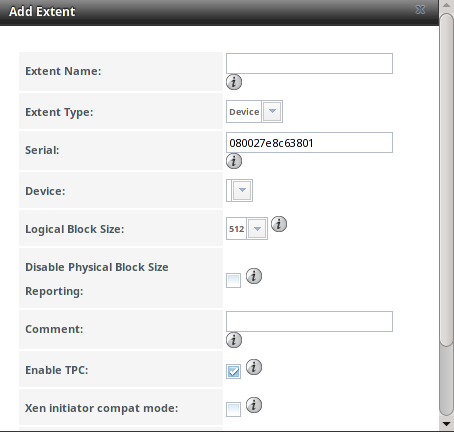 Add Extent
Extent Name:
Extent Type: Device
Serial: 080027e8c63801
Device:
Logical Block Size: 512
Disable Physical Block Size
Reporting:
Comment:
Enable TPC:
Xen initiator compat mode: